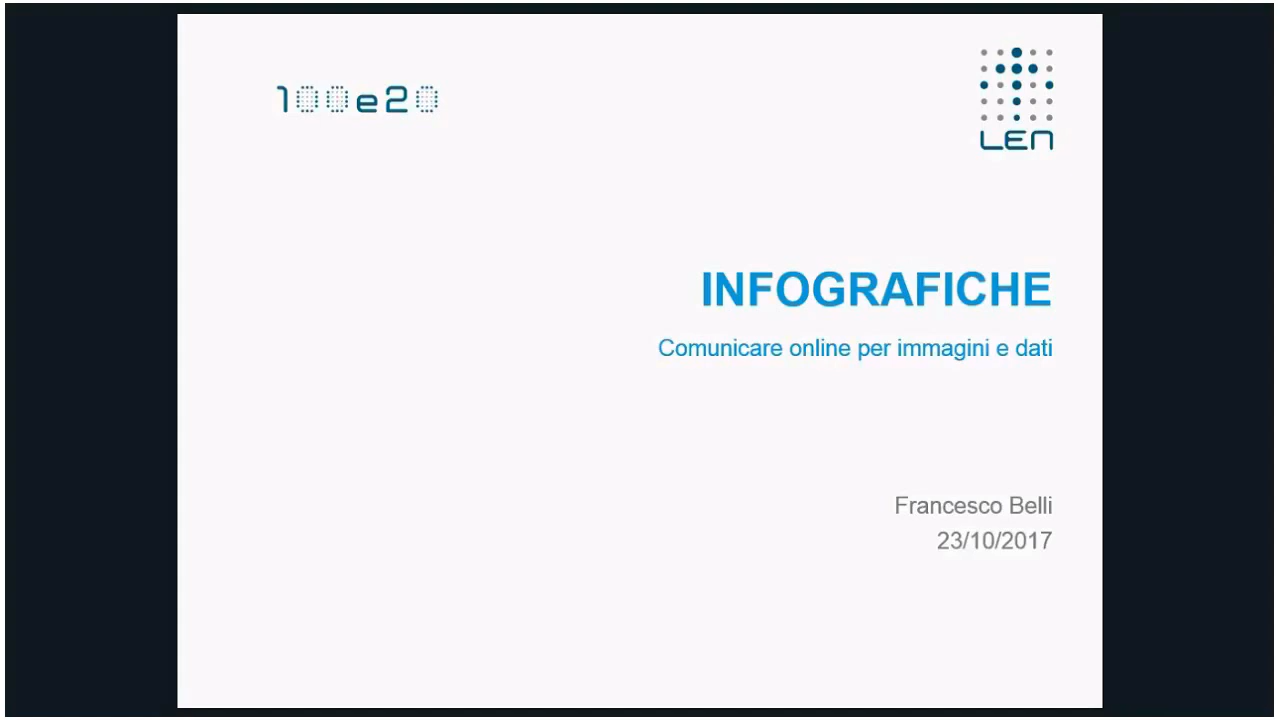 100e20
LEN
INFOGRAFICHE
Comunicare online per immagini e dati
Francesco Belli
23/10/2017